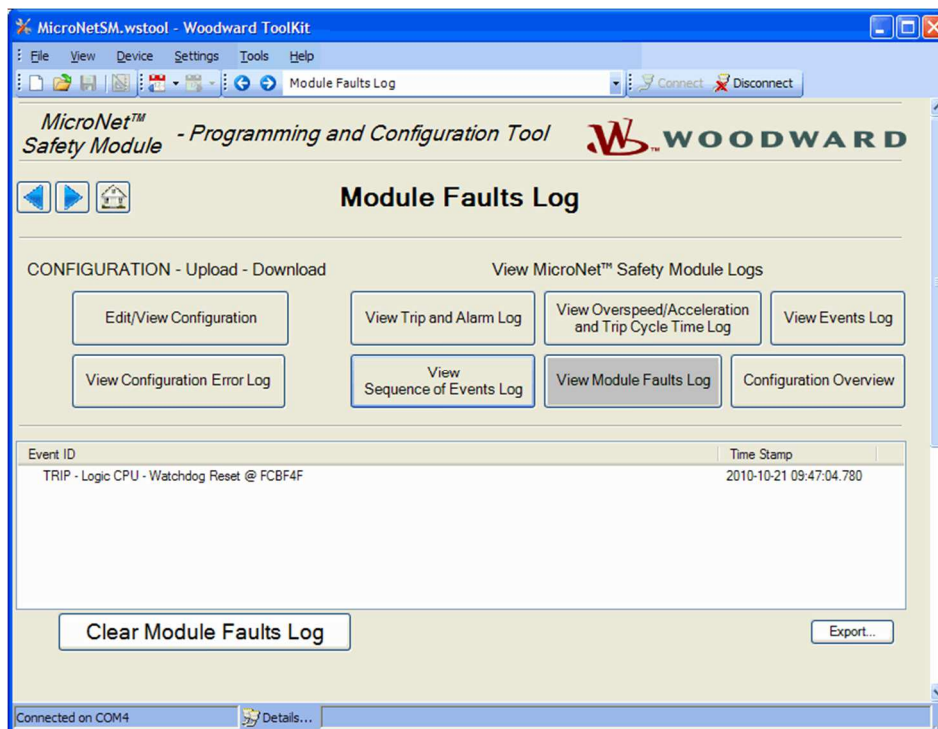 MicroNetSM.wstool - Woodward ToolKit
File View Device Settings Tools Help
Module Faults Log
Connect Disconnect
MicroNet™
Safety Module
- Programming and Configuration Tool
WOODWARD
Module Faults Log
CONFIGURATION - Upload - Download
View MicroNet™ Safety Module Logs
Edit/View Configuration
View Trip and Alarm Log
View Overspeed/Acceleration
and Trip Cycle Time Log
View Events Log
View Configuration Error Log
View
Sequence of Events Log
View Module Faults Log
Configuration Overview
Event ID Time Stamp
TRIP - Logic CPU - Watchdog Reset @ FCBF4F 2010-10-21 09:47:04.780
Clear Module Faults Log
Export...
Connected on COM4 Details...